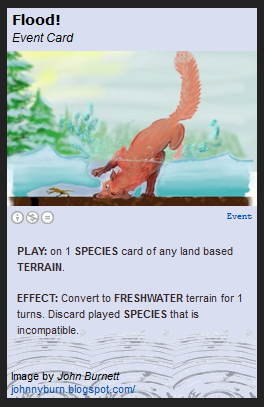 Flood!
Event Card
Event
PLAY: on 1 SPECIES card of any land based
TERRAIN.
EFFECT: Convert to FRESHWATER terrain for 1
turns. Discard played SPECIES that is
incompatible.
Image by John Burnett
johnnyburn.blogspot.com/